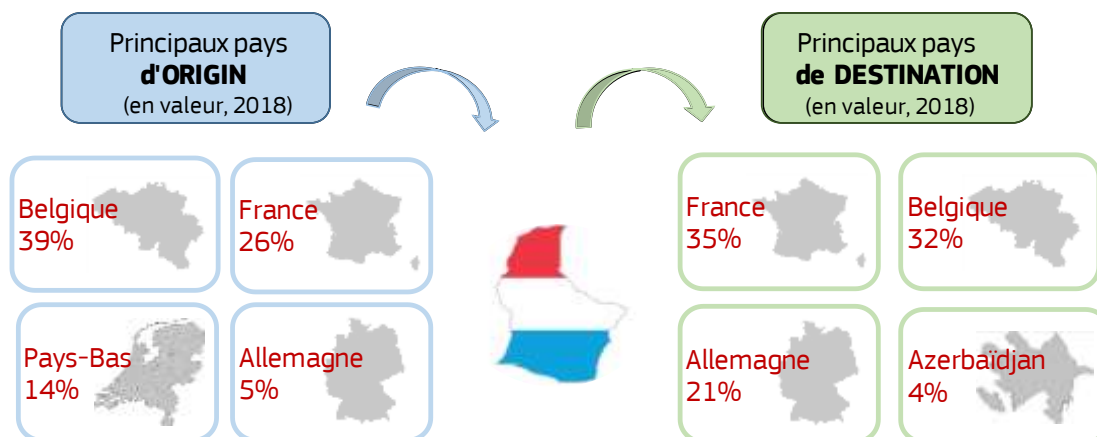 Principaux pays
d'ORIGIN
(en valeur, 2018)
Principaux pays
de DESTINATION
(en valeur, 2018)
Belgique
39%
France
26%
Pays-Bas
14%
Allemagne
5%
France
35%
Belgique
32%
Allemagne
21%
Azerbaïdjan
4%